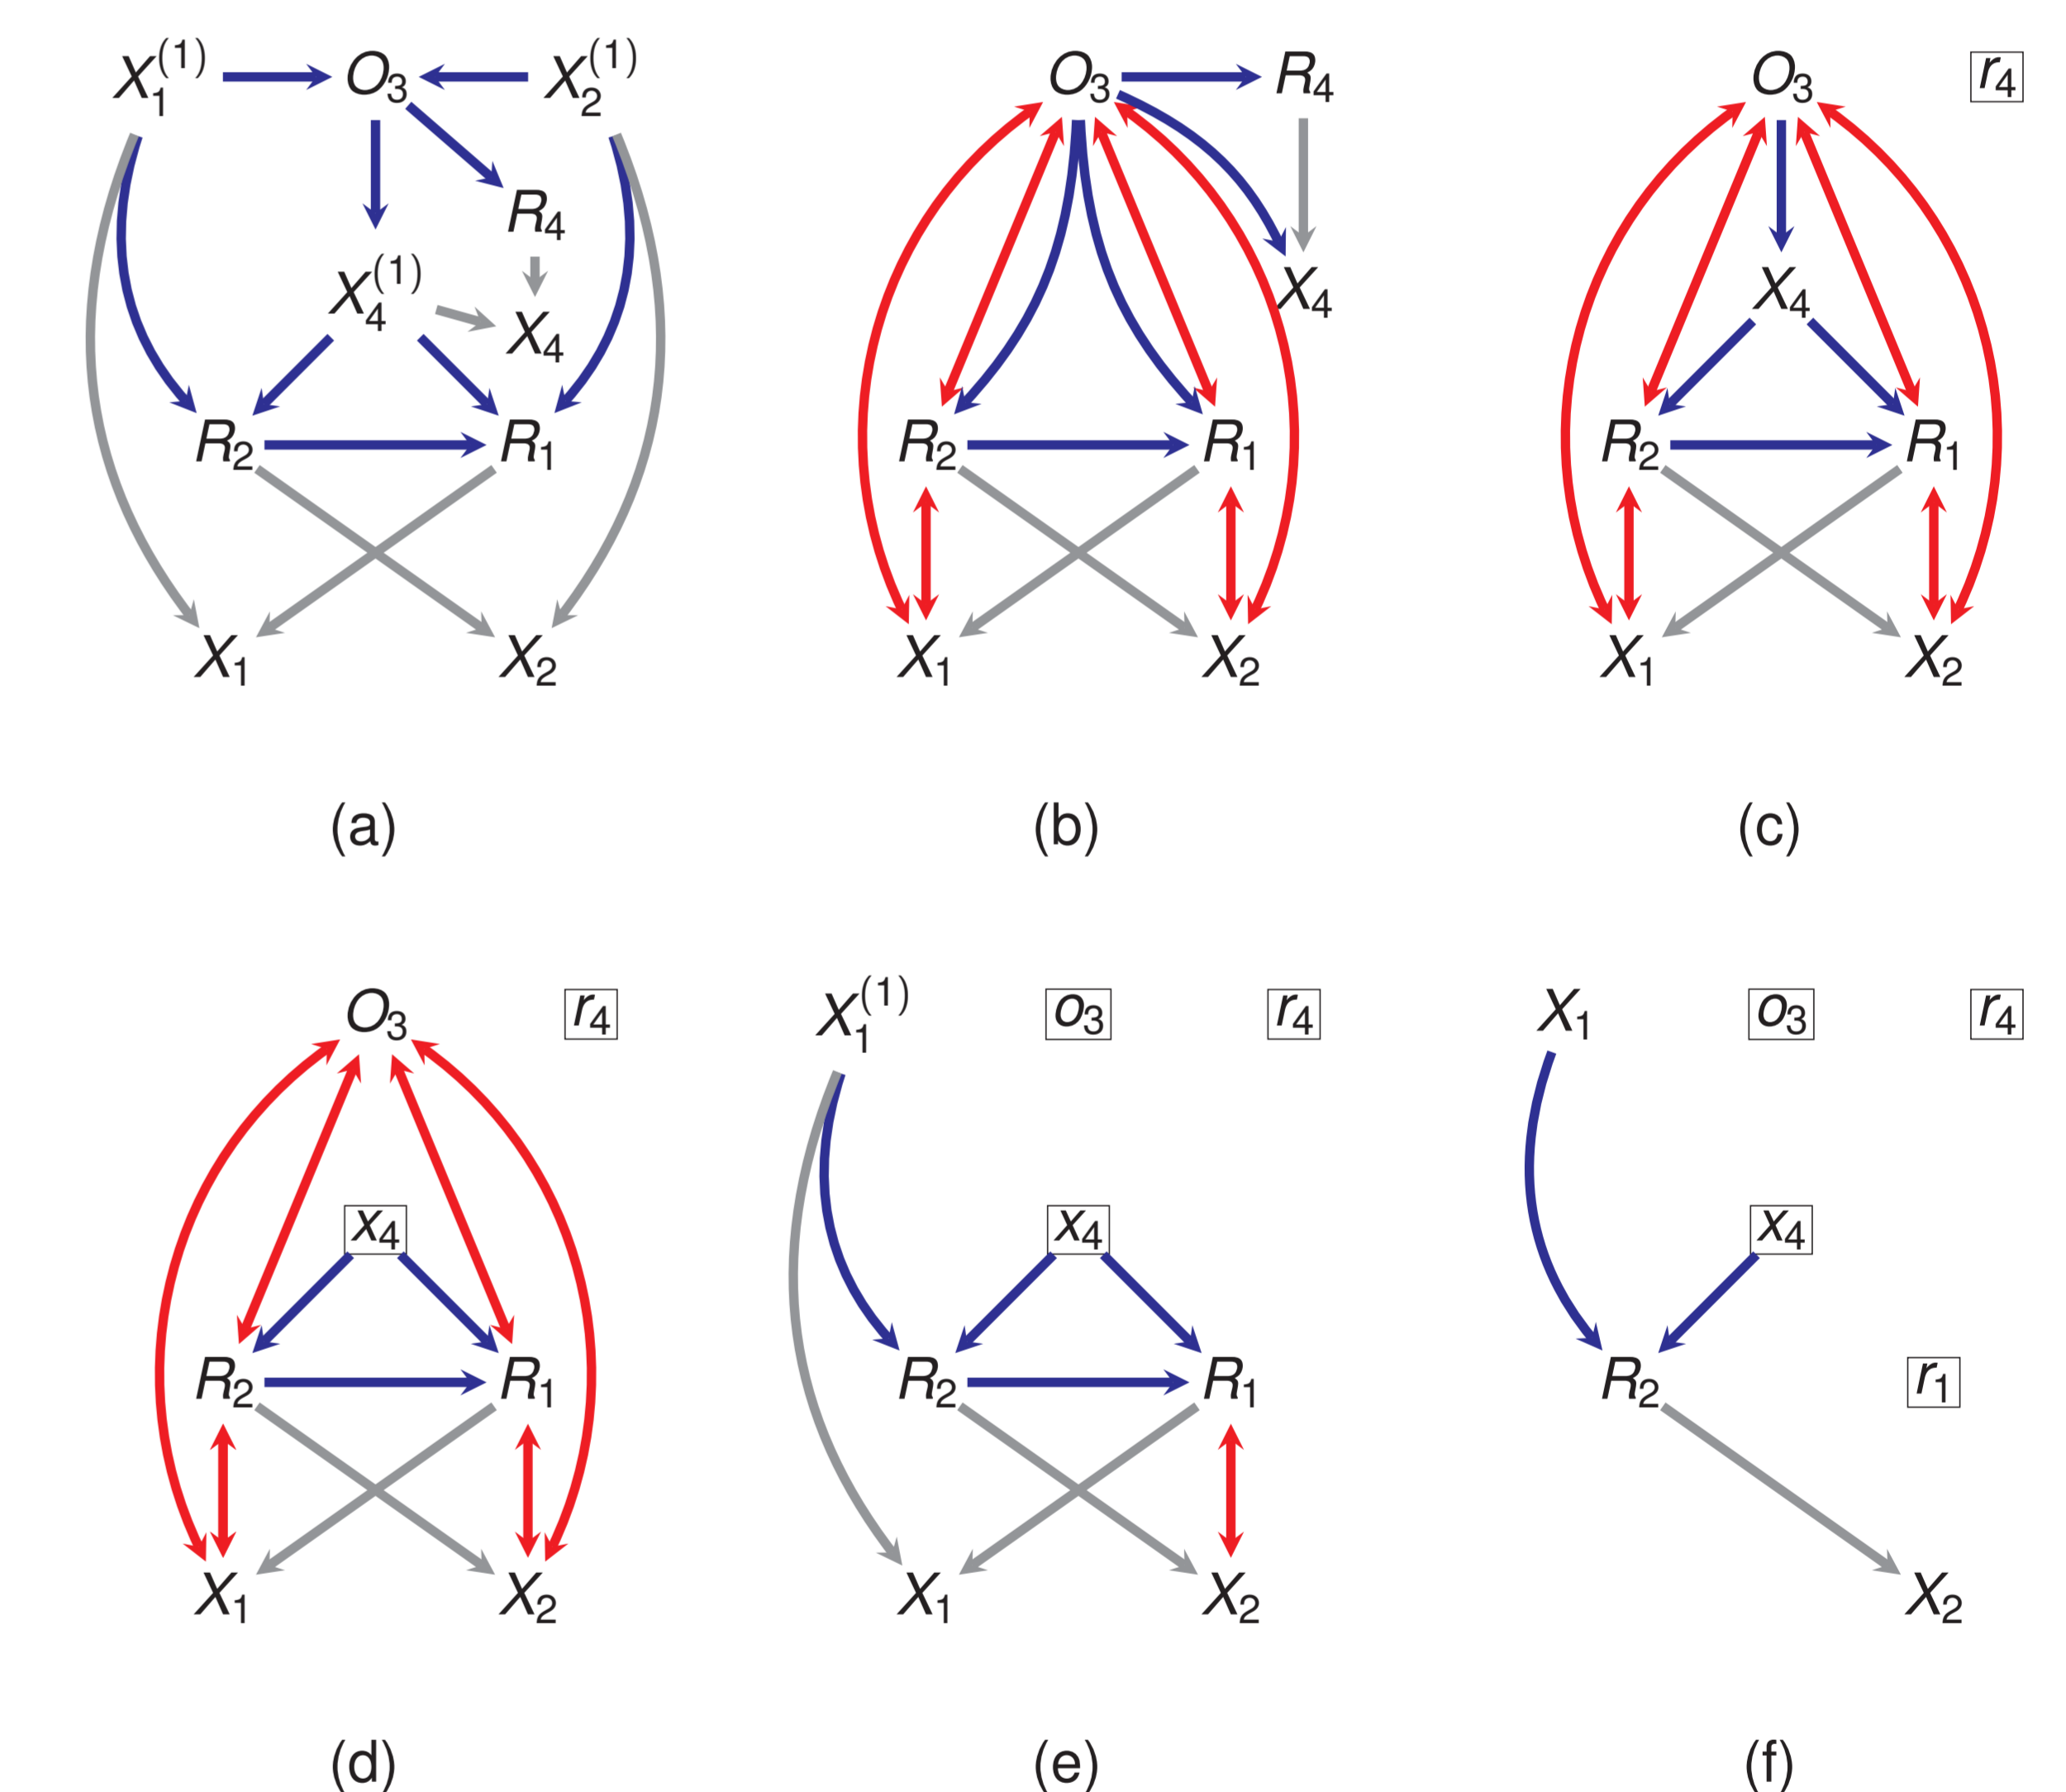 X₁⁽¹⁾ O₃ X₂⁽¹⁾ O₃ R₄ O₃ r₄
R₄
X₄⁽¹⁾ X₄ X₄ X₄
R₂ R₁ R₂ R₁ R₂ R₁
X₁ X₂ X₁ X₂ X₁ X₂
(a) (b) (c)
O₃ r₄ X₁⁽¹⁾ o₃ r₄ X₁ o₃ r₄
x₄ x₄ x₄
R₂ R₁ R₂ R₁ R₂ r₁
X₁ X₂ X₁ X₂ X₂
(d) (e) (f)